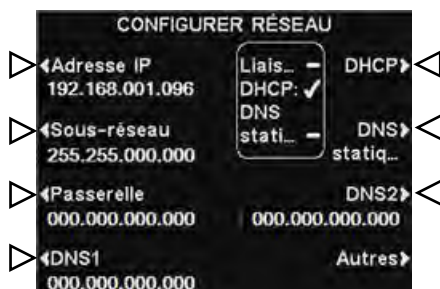 CONFIGURER RÉSEAU
Adresse IP
192.168.001.096
Liais... –
DHCP: ✓
DNS
stati... –
DHCP
Sous-réseau
255.255.000.000
DNS
statiq...
Passerelle
000.000.000.000
DNS2
000.000.000.000
DNS1
000.000.000.000
Autres